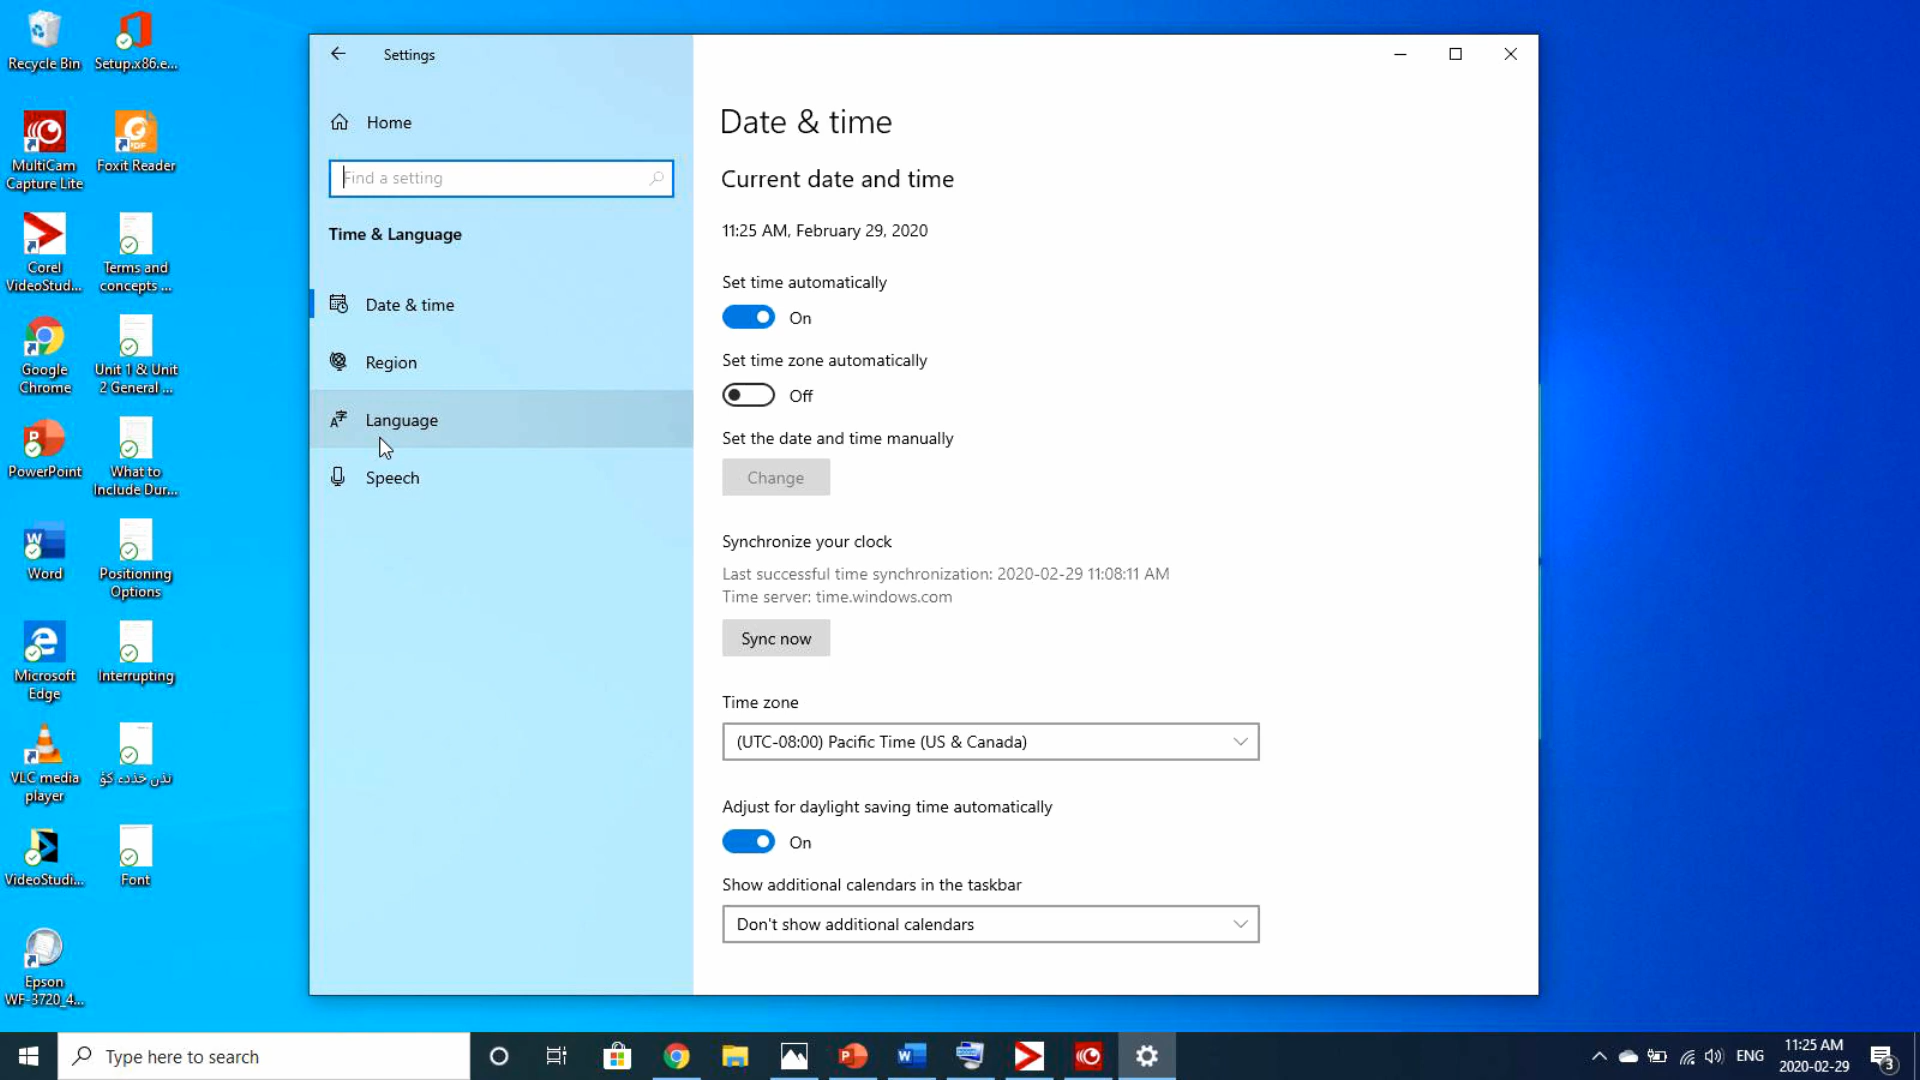 Recycle Bin
Setup.x86.e...
MultiCam
Capture Lite
Foxit Reader
Corel
VideoStud...
Terms and
concepts ...
Google
Chrome
Unit 1 & Unit
2 General ...
PowerPoint
What to
Include Dur...
Word
Positioning
Options
Microsoft
Edge
Interrupting
VLC media
player
VideoStudi...
Font
Epson
WF-3720_4...
Settings
Home
Find a setting
Time & Language
Date & time
Region
Language
Speech
Date & time
Current date and time
11:25 AM, February 29, 2020
Set time automatically
On
Set time zone automatically
Off
Set the date and time manually
Change
Synchronize your clock
Last successful time synchronization: 2020-02-29 11:08:11 AM
Time server: time.windows.com
Sync now
Time zone
(UTC-08:00) Pacific Time (US & Canada)
Adjust for daylight saving time automatically
On
Show additional calendars in the taskbar
Don't show additional calendars
Type here to search
ENG
11:25 AM
2020-02-29
3